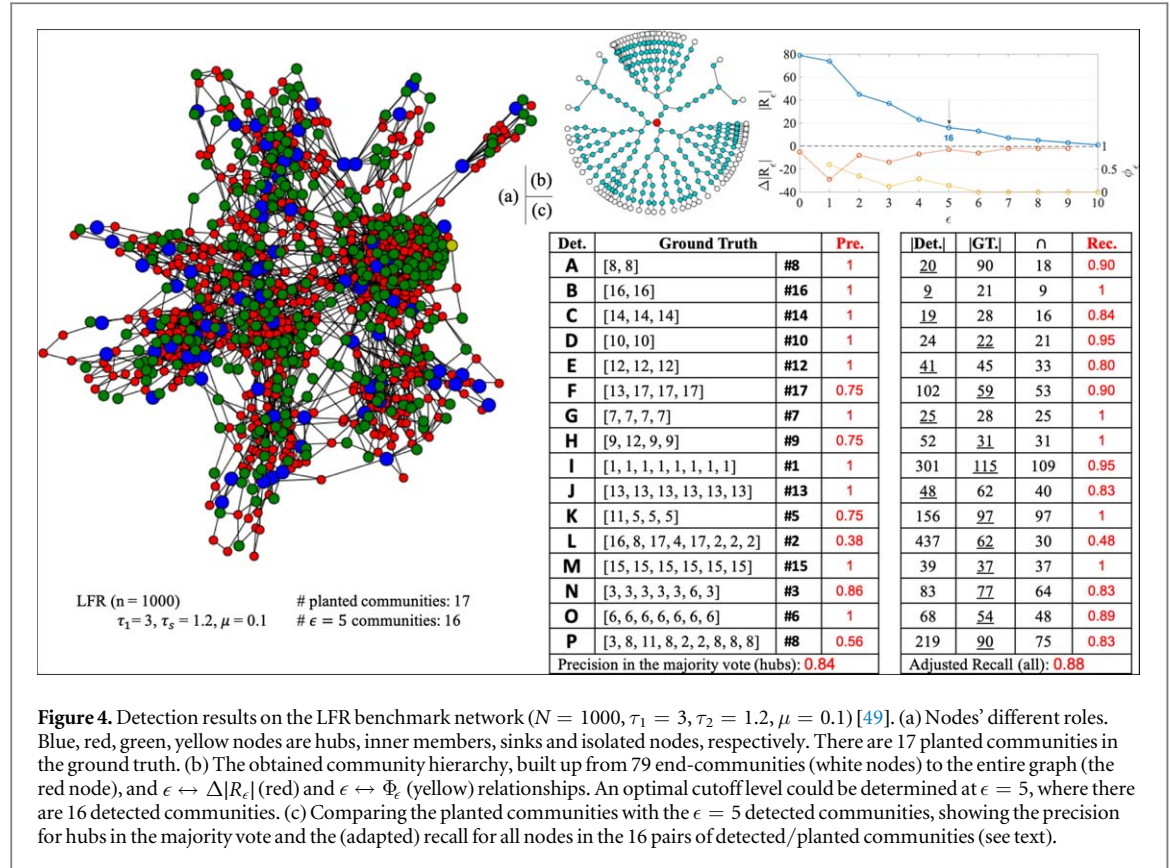 (a) (b)
(c)
80
60
40
20
0
-20
-40
|Rϵ|
Δ|Rϵ|
16
1
0.5
0
ϕϵ
0 1 2 3 4 5 6 7 8 9 10
ϵ
Det. Ground Truth Pre.
A [8, 8] #8 1
B [16, 16] #16 1
C [14, 14, 14] #14 1
D [10, 10] #10 1
E [12, 12, 12] #12 1
F [13, 17, 17, 17] #17 0.75
G [7, 7, 7, 7] #7 1
H [9, 12, 9, 9] #9 0.75
I [1, 1, 1, 1, 1, 1, 1, 1] #1 1
J [13, 13, 13, 13, 13, 13] #13 1
K [11, 5, 5, 5] #5 0.75
L [16, 8, 17, 4, 17, 2, 2, 2] #2 0.38
M [15, 15, 15, 15, 15, 15] #15 1
N [3, 3, 3, 3, 3, 6, 3] #3 0.86
O [6, 6, 6, 6, 6, 6, 6] #6 1
P [3, 8, 11, 8, 2, 2, 8, 8, 8] #8 0.56
Precision in the majority vote (hubs): 0.84
|Det.| |GT.| ∩ Rec.
20 90 18 0.90
9 21 9 1
19 28 16 0.84
24 22 21 0.95
41 45 33 0.80
102 59 53 0.90
25 28 25 1
52 31 31 1
301 115 109 0.95
48 62 40 0.83
156 97 97 1
437 62 30 0.48
39 37 37 1
83 77 64 0.83
68 54 48 0.89
219 90 75 0.83
Adjusted Recall (all): 0.88
LFR (n = 1000) # planted communities: 17
τ₁= 3, τₛ = 1.2, μ = 0.1 # ϵ = 5 communities: 16
Figure 4. Detection results on the LFR benchmark network (N = 1000, τ₁ = 3, τ₂ = 1.2, μ = 0.1) [49]. (a) Nodes' different roles.
Blue, red, green, yellow nodes are hubs, inner members, sinks and isolated nodes, respectively. There are 17 planted communities in
the ground truth. (b) The obtained community hierarchy, built up from 79 end-communities (white nodes) to the entire graph (the
red node), and ϵ ↔ Δ|Rϵ| (red) and ϵ ↔ Φϵ (yellow) relationships. An optimal cutoff level could be determined at ϵ = 5, where there
are 16 detected communities. (c) Comparing the planted communities with the ϵ = 5 detected communities, showing the precision
for hubs in the majority vote and the (adapted) recall for all nodes in the 16 pairs of detected/planted communities (see text).